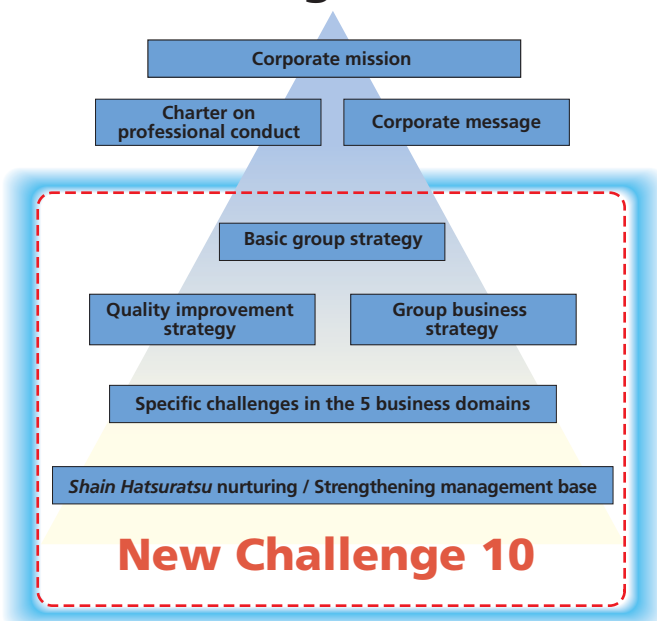 Corporate mission
Charter on
professional conduct
Corporate message
Basic group strategy
Quality improvement
strategy
Group business
strategy
Specific challenges in the 5 business domains
Shain Hatsuratsu nurturing / Strengthening management base
New Challenge 10